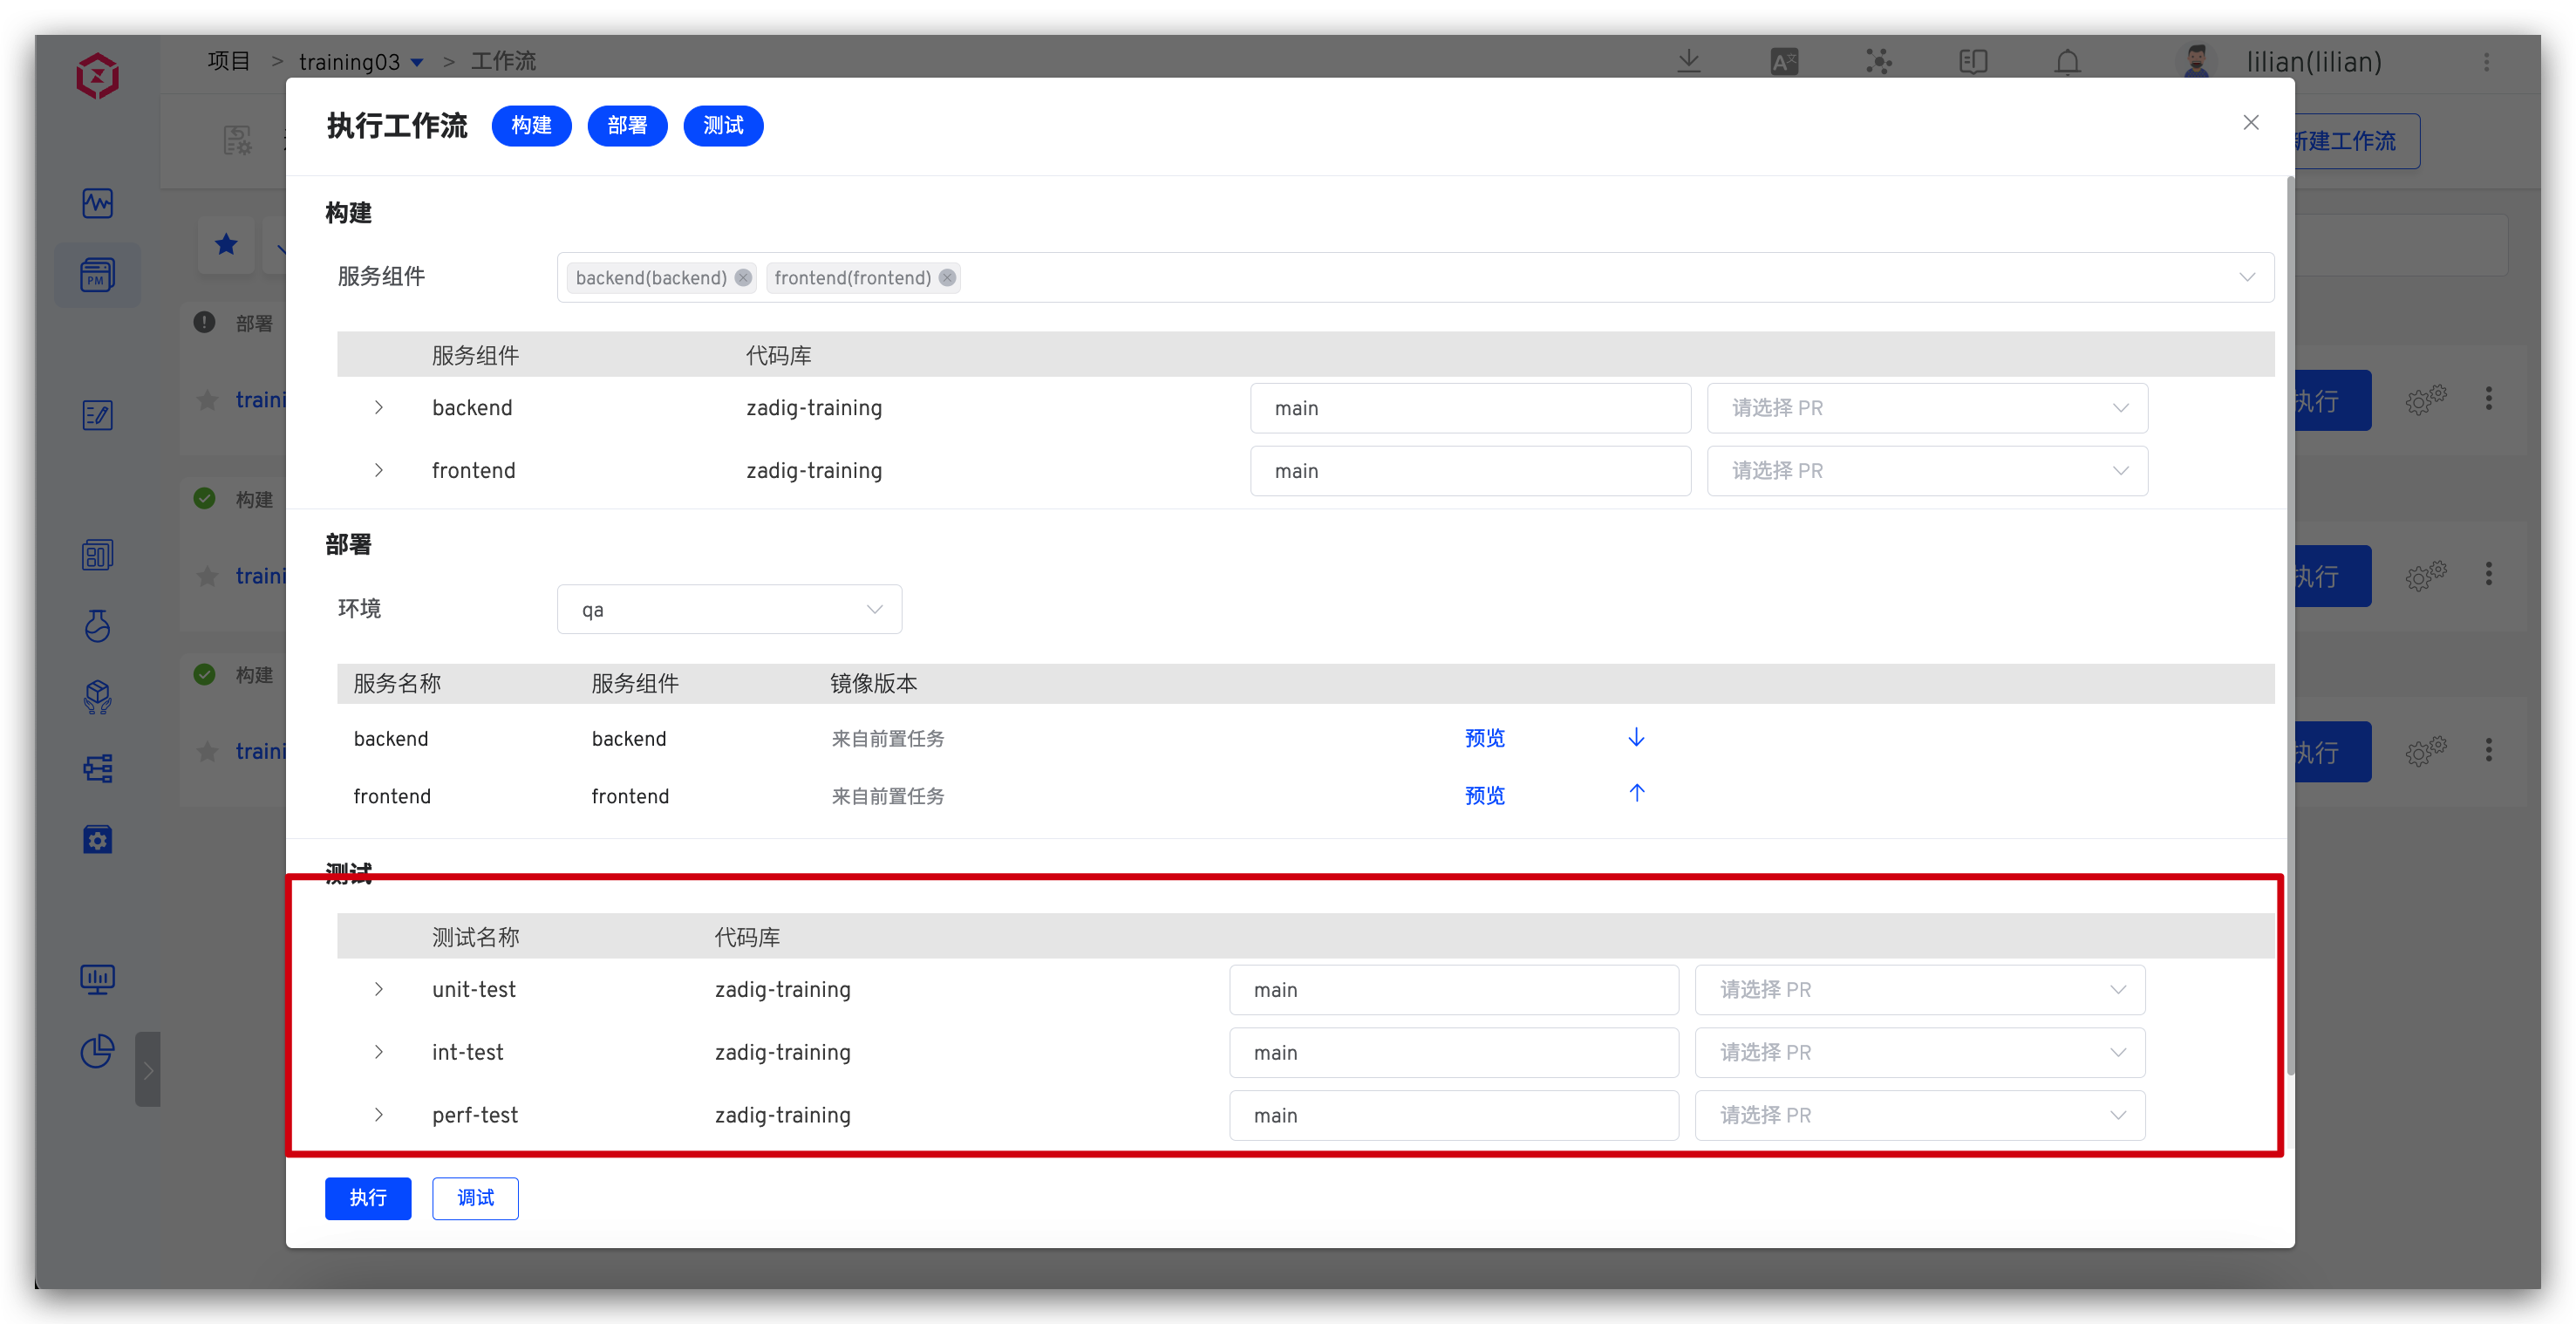 项目 > training03 > 工作流
lilian(lilian)
执行工作流 构建 部署 测试
新建工作流
构建
服务组件 backend(backend) frontend(frontend)
部署
服务组件 代码库
traini
backend zadig-training main 请选择 PR
执行
frontend zadig-training main 请选择 PR
构建
部署
traini
环境 qa
执行
构建
服务名称 服务组件 镜像版本
traini
backend backend 来自前置任务 预览
执行
frontend frontend 来自前置任务 预览
测试
测试名称 代码库
unit-test zadig-training main 请选择 PR
int-test zadig-training main 请选择 PR
perf-test zadig-training main 请选择 PR
执行 调试
PM